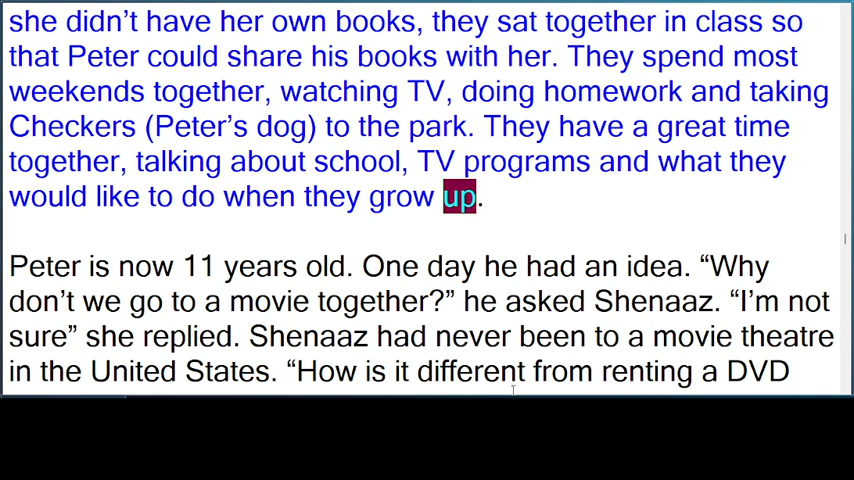 she didn’t have her own books, they sat together in class so
that Peter could share his books with her. They spend most
weekends together, watching TV, doing homework and taking
Checkers (Peter’s dog) to the park. They have a great time
together, talking about school, TV programs and what they
would like to do when they grow up.
Peter is now 11 years old. One day he had an idea. “Why
don’t we go to a movie together?” he asked Shenaaz. “I’m not
sure” she replied. Shenaaz had never been to a movie theatre
in the United States. “How is it different from renting a DVD